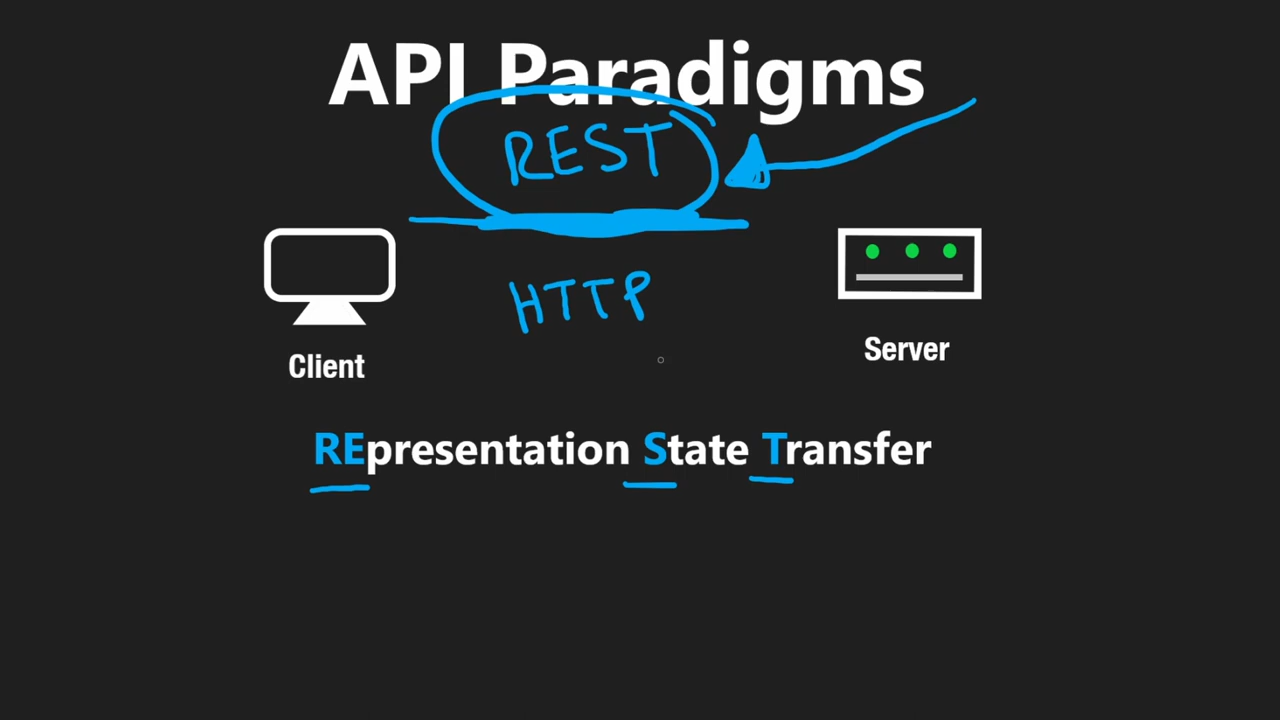 API Paradigms
REST
HTTP
Client
Server
REpresentation State Transfer